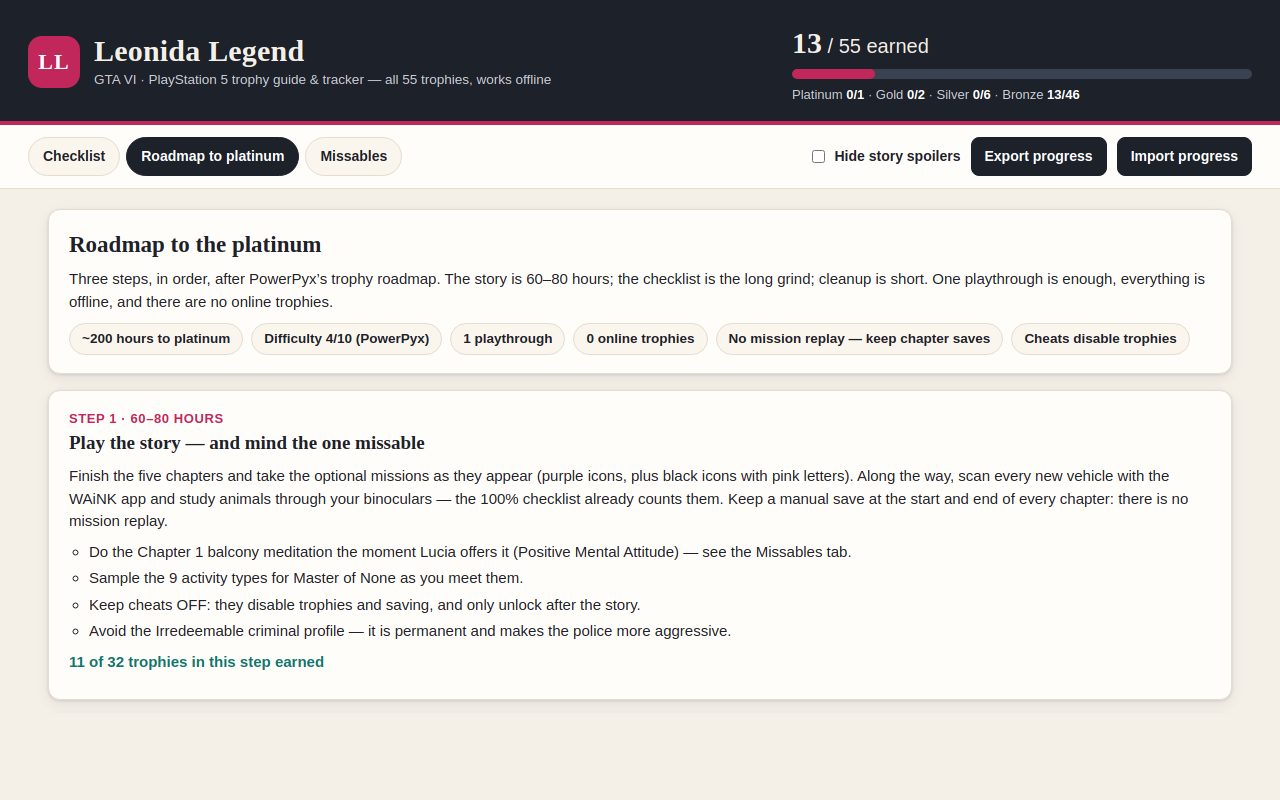 LL
Leonida Legend
GTA VI · PlayStation 5 trophy guide & tracker — all 55 trophies, works offline
13 / 55 earned
Platinum 0/1 · Gold 0/2 · Silver 0/6 · Bronze 13/46
Checklist
Roadmap to platinum
Missables
Hide story spoilers
Export progress
Import progress
Roadmap to the platinum
Three steps, in order, after PowerPyx’s trophy roadmap. The story is 60–80 hours; the checklist is the long grind; cleanup is short. One playthrough is enough, everything is
offline, and there are no online trophies.
~200 hours to platinum
Difficulty 4/10 (PowerPyx)
1 playthrough
0 online trophies
No mission replay — keep chapter saves
Cheats disable trophies
STEP 1 · 60–80 HOURS
Play the story — and mind the one missable
Finish the five chapters and take the optional missions as they appear (purple icons, plus black icons with pink letters). Along the way, scan every new vehicle with the
WAiNK app and study animals through your binoculars — the 100% checklist already counts them. Keep a manual save at the start and end of every chapter: there is no
mission replay.
Do the Chapter 1 balcony meditation the moment Lucia offers it (Positive Mental Attitude) — see the Missables tab.
Sample the 9 activity types for Master of None as you meet them.
Keep cheats OFF: they disable trophies and saving, and only unlock after the story.
Avoid the Irredeemable criminal profile — it is permanent and makes the police more aggressive.
11 of 32 trophies in this step earned